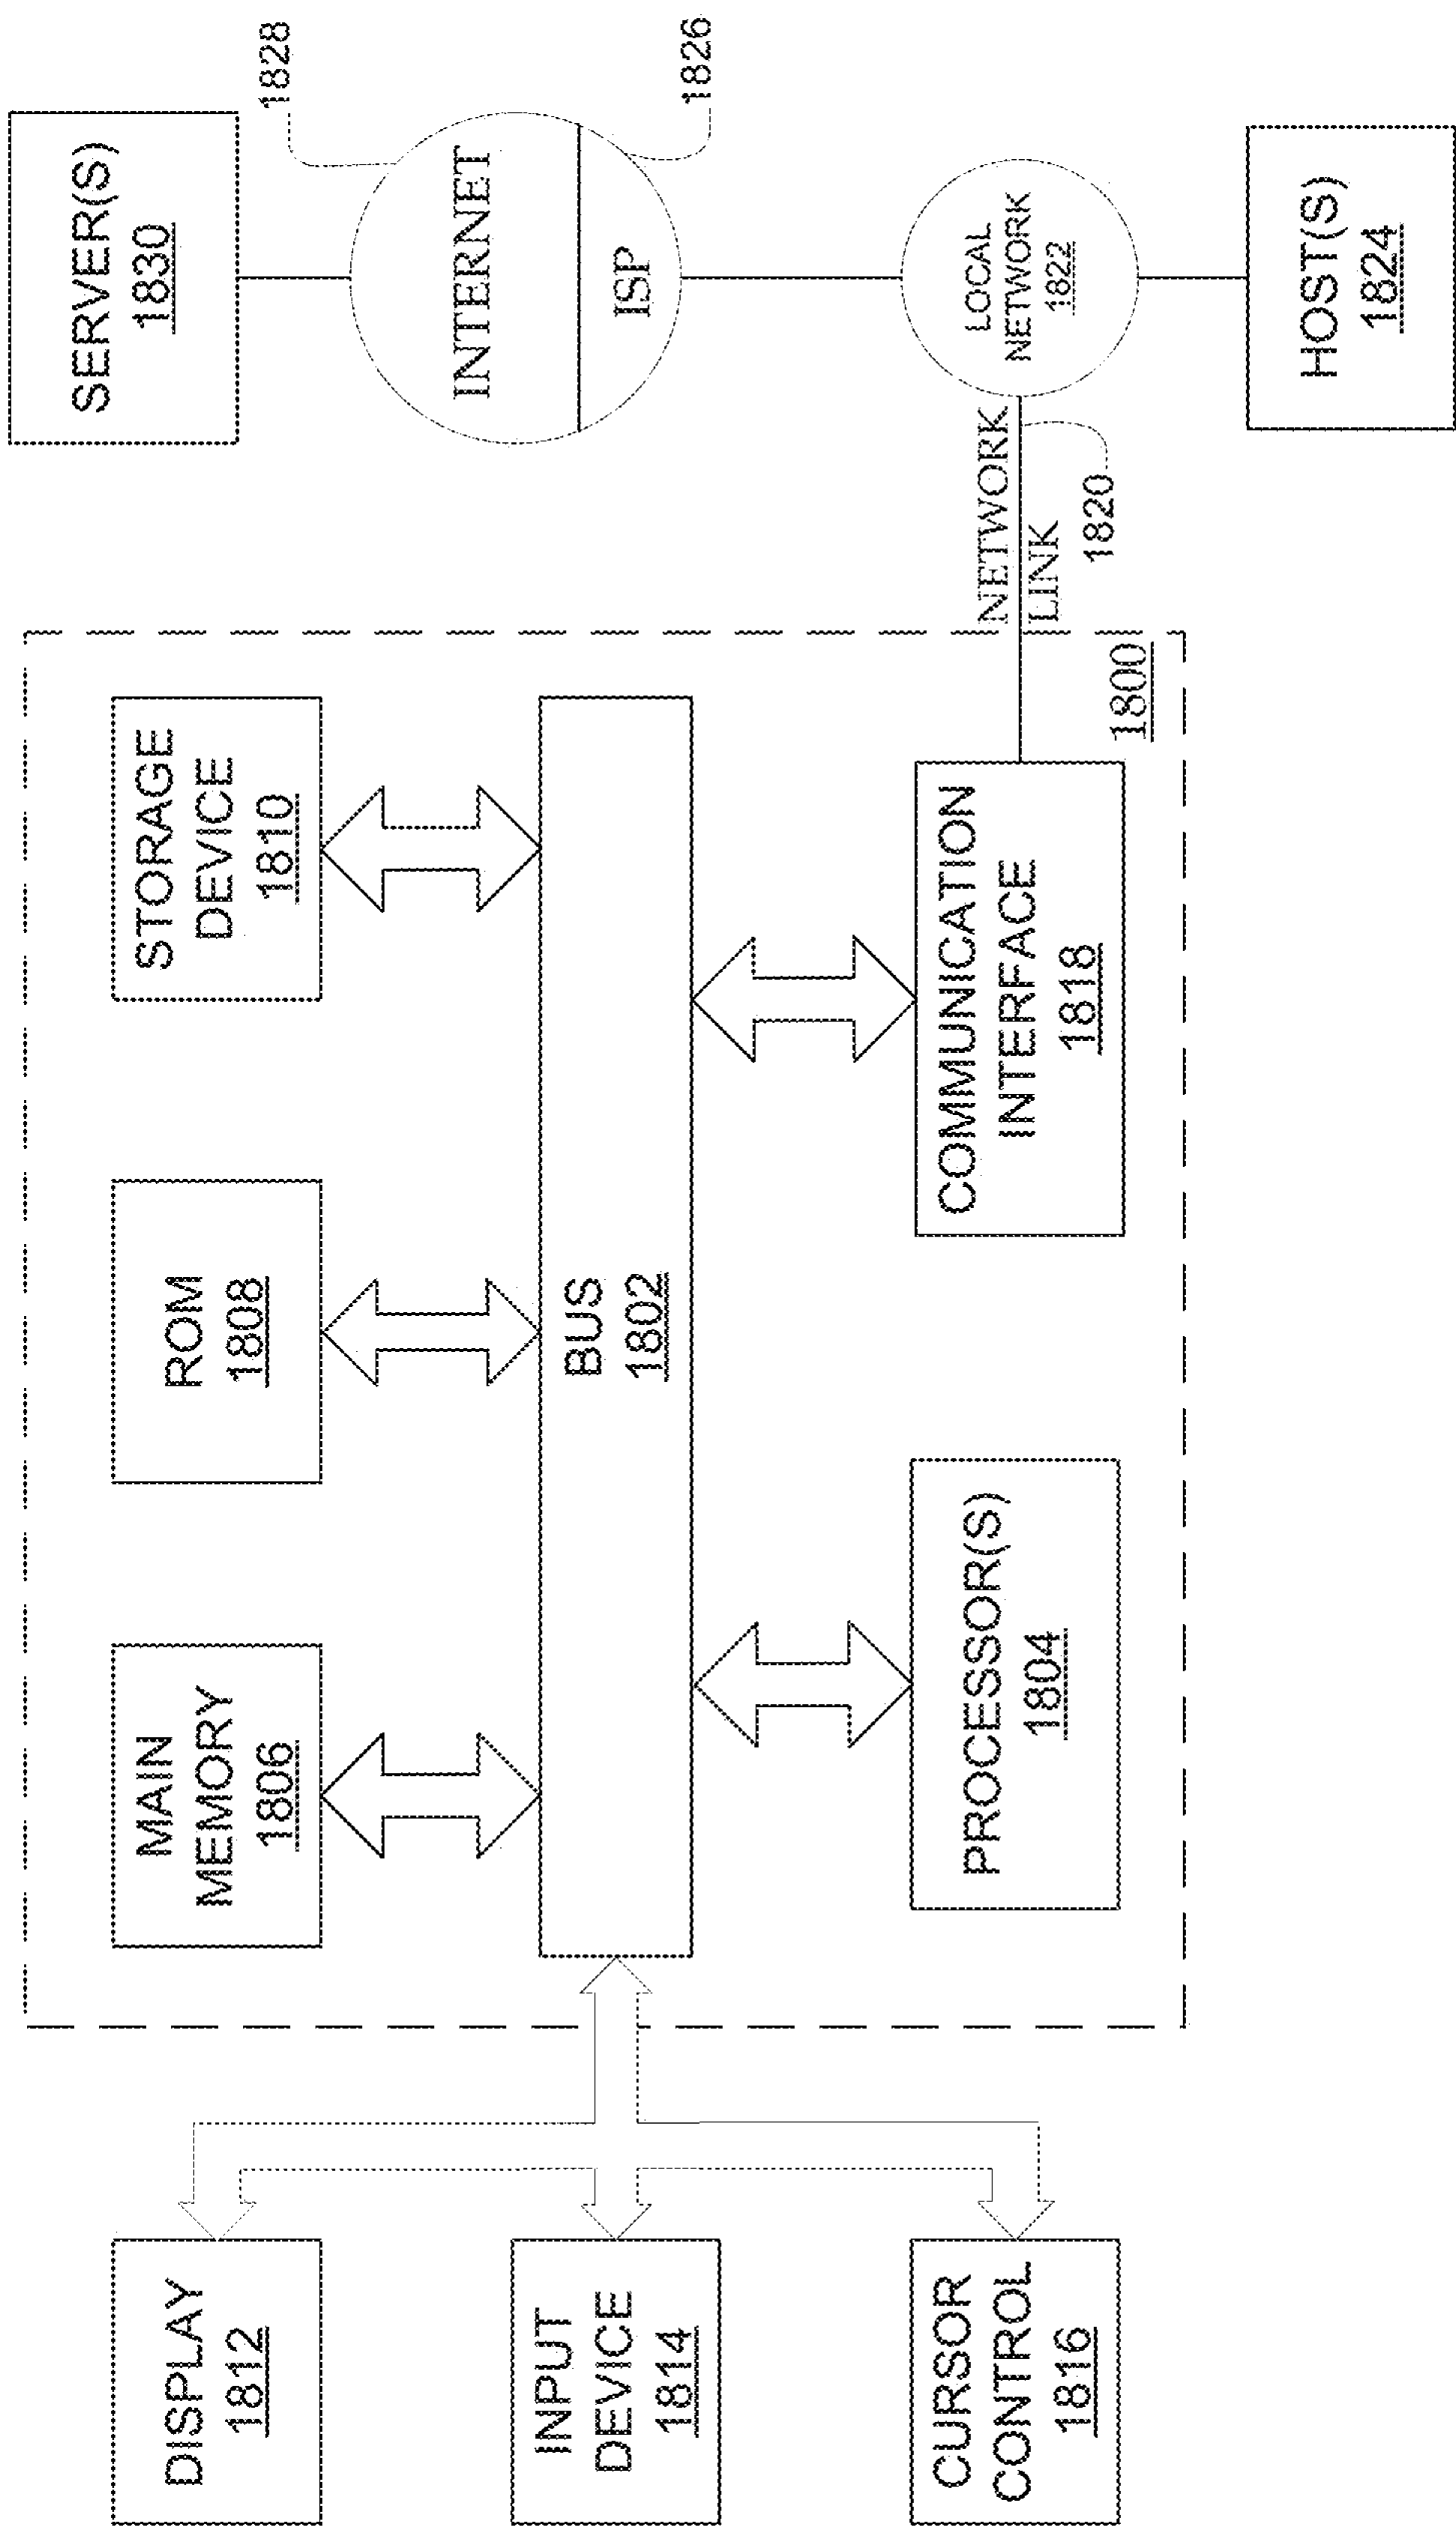 DISPLAY
1812
INPUT
DEVICE
1814
CURSOR
CONTROL
1816
MAIN
MEMORY
1806
ROM
1808
STORAGE
DEVICE
1810
BUS
1802
PROCESSOR(S)
1804
COMMUNICATION
INTERFACE
1818
1800
NETWORK
LINK
1820
SERVER(S)
1830
1828
INTERNET
ISP
1826
LOCAL
NETWORK
1822
HOST(S)
1824